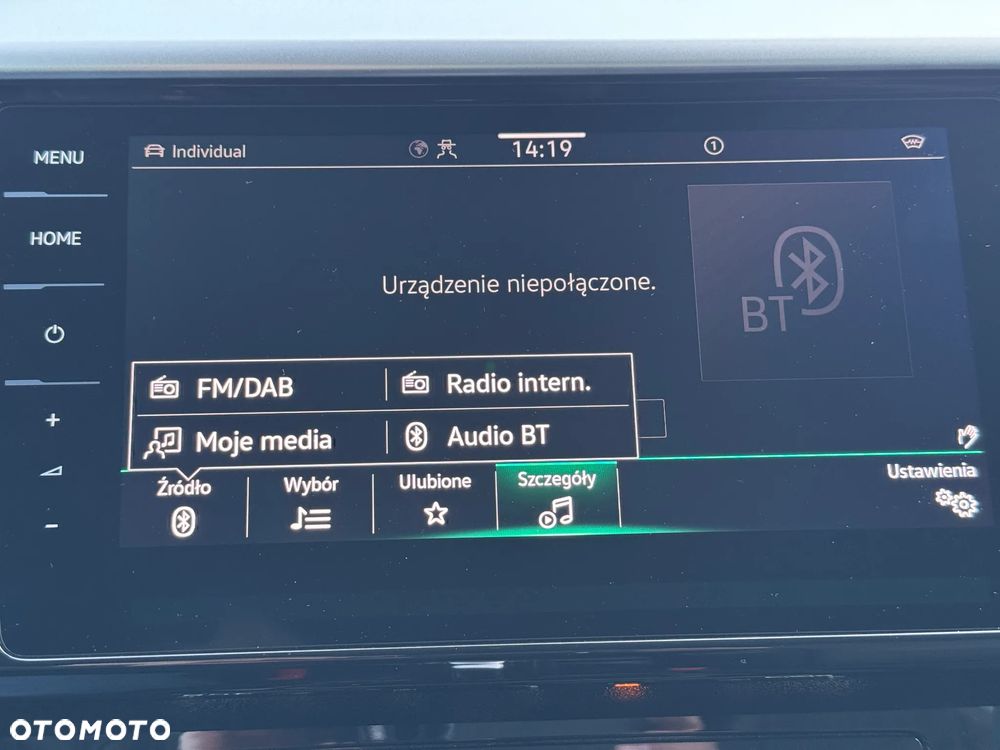 MENU
HOME
+
-
Individual
14:19
1
Urządzenie niepołączone.
BT
FM/DAB
Radio intern.
Moje media
Audio BT
Źródło
Wybór
Ulubione
Szczegóły
Ustawienia
OTOMOTO